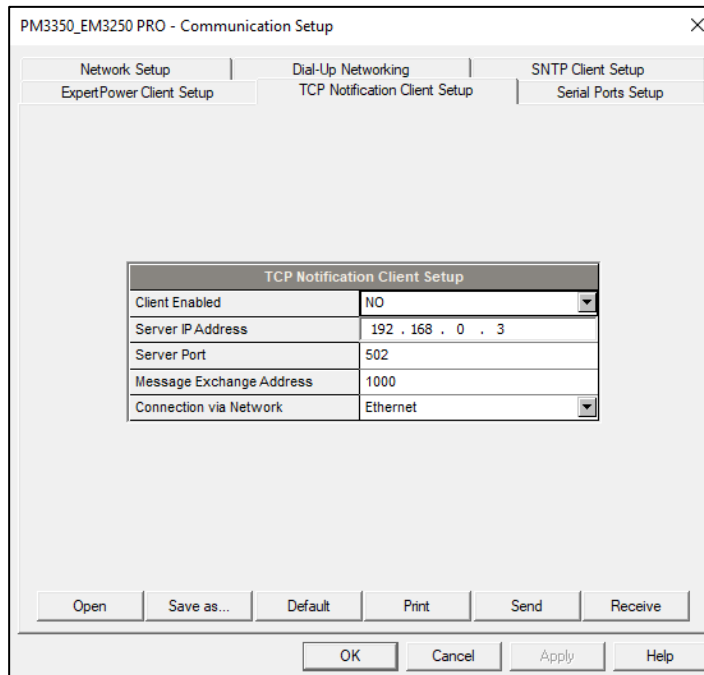 PM3350_EM3250 PRO - Communication Setup
Network Setup
Dial-Up Networking
SNTP Client Setup
ExpertPower Client Setup
TCP Notification Client Setup
Serial Ports Setup
TCP Notification Client Setup
Client Enabled NO
Server IP Address 192 . 168 . 0 . 3
Server Port 502
Message Exchange Address 1000
Connection via Network Ethernet
Open Save as... Default Print Send Receive
OK Cancel Apply Help